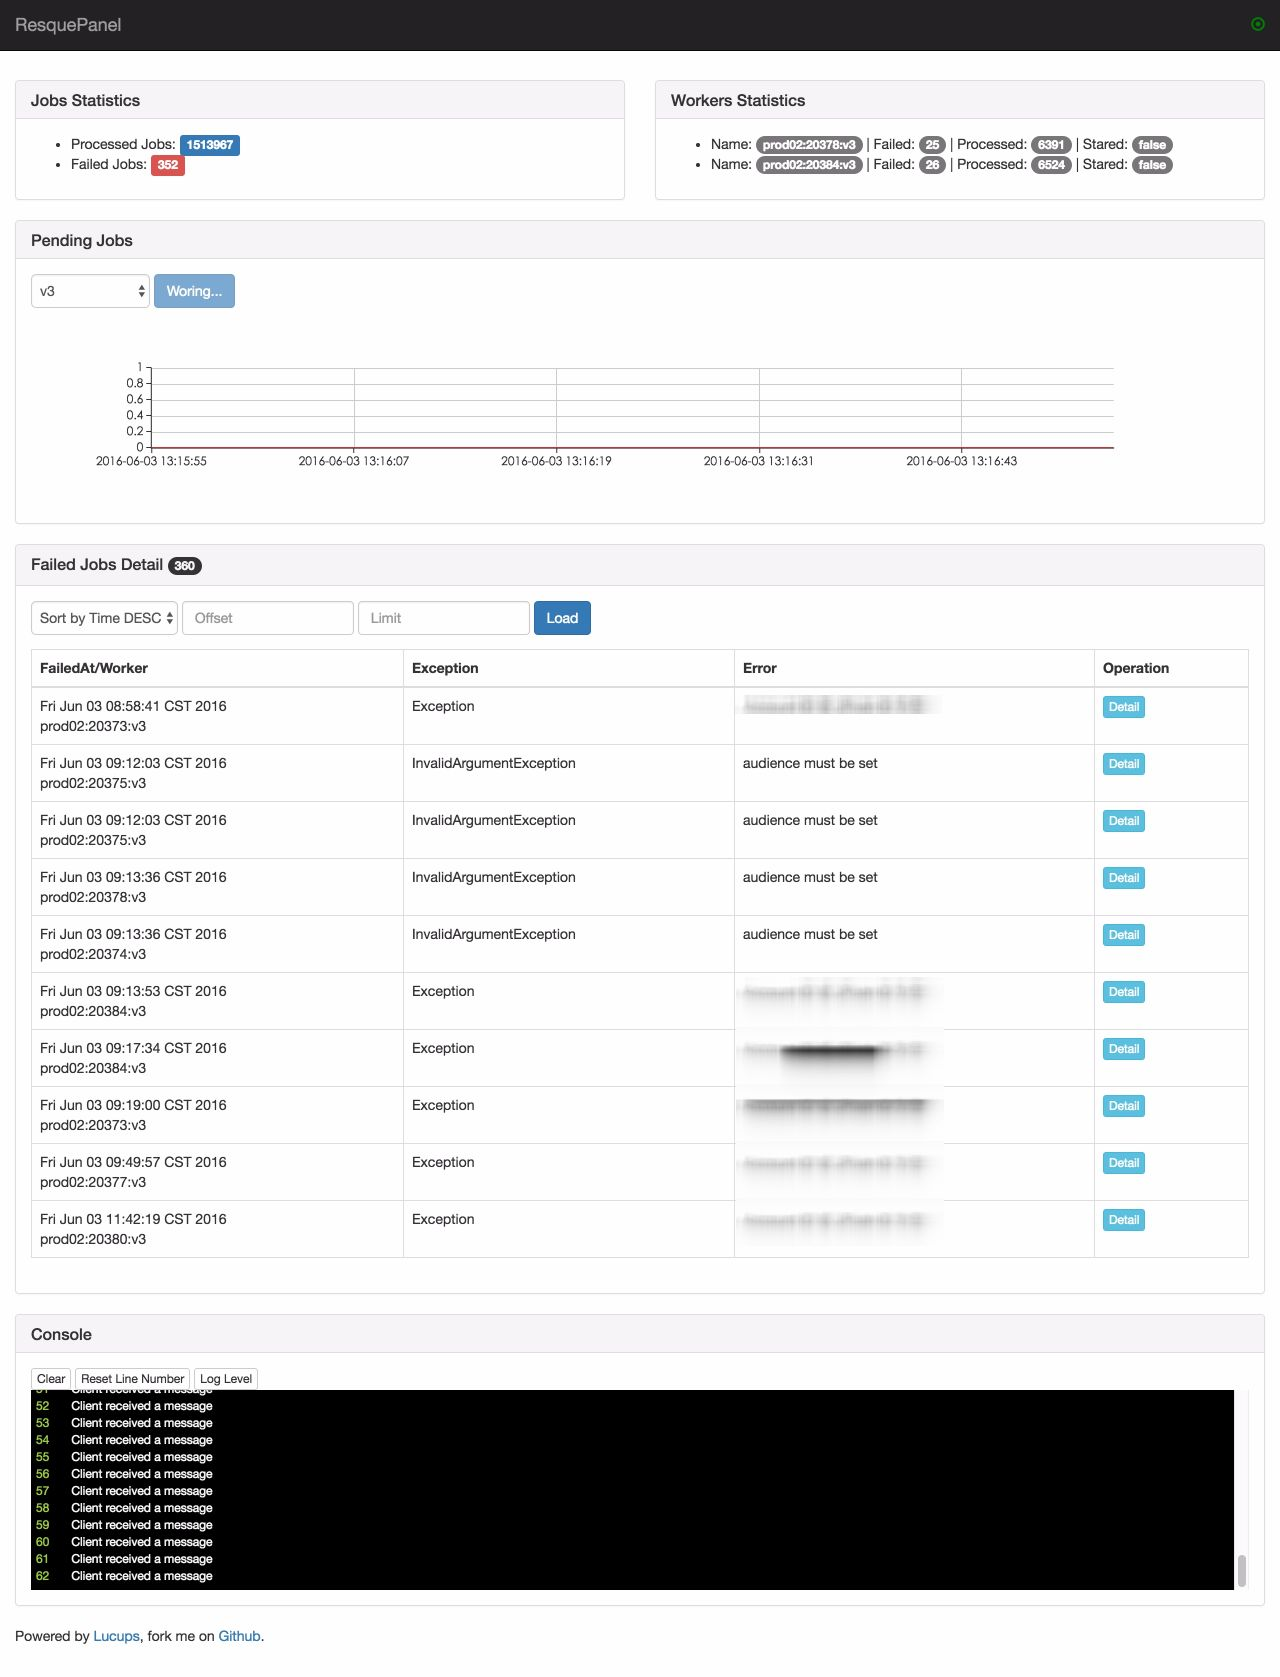 ResquePanel
Jobs Statistics
Processed Jobs: 1513967
Failed Jobs: 352
Workers Statistics
Name: prod02:20378:v3 | Failed: 25 | Processed: 6391 | Stared: false
Name: prod02:20384:v3 | Failed: 26 | Processed: 6524 | Stared: false
Pending Jobs
v3 Woring...
1
0.8
0.6
0.4
0.2
0
2016-06-03 13:15:55 2016-06-03 13:16:07 2016-06-03 13:16:19 2016-06-03 13:16:31 2016-06-03 13:16:43
Failed Jobs Detail 360
Sort by Time DESC Offset Limit Load
FailedAt/Worker Exception Error Operation
Fri Jun 03 08:58:41 CST 2016 Exception Detail
prod02:20373:v3
Fri Jun 03 09:12:03 CST 2016 InvalidArgumentException audience must be set Detail
prod02:20375:v3
Fri Jun 03 09:12:03 CST 2016 InvalidArgumentException audience must be set Detail
prod02:20375:v3
Fri Jun 03 09:13:36 CST 2016 InvalidArgumentException audience must be set Detail
prod02:20378:v3
Fri Jun 03 09:13:36 CST 2016 InvalidArgumentException audience must be set Detail
prod02:20374:v3
Fri Jun 03 09:13:53 CST 2016 Exception Detail
prod02:20384:v3
Fri Jun 03 09:17:34 CST 2016 Exception Detail
prod02:20384:v3
Fri Jun 03 09:19:00 CST 2016 Exception Detail
prod02:20373:v3
Fri Jun 03 09:49:57 CST 2016 Exception Detail
prod02:20377:v3
Fri Jun 03 11:42:19 CST 2016 Exception Detail
prod02:20380:v3
Console
Clear Reset Line Number Log Level
51 Client received a message
52 Client received a message
53 Client received a message
54 Client received a message
55 Client received a message
56 Client received a message
57 Client received a message
58 Client received a message
59 Client received a message
60 Client received a message
61 Client received a message
62 Client received a message
Powered by Lucups, fork me on Github.